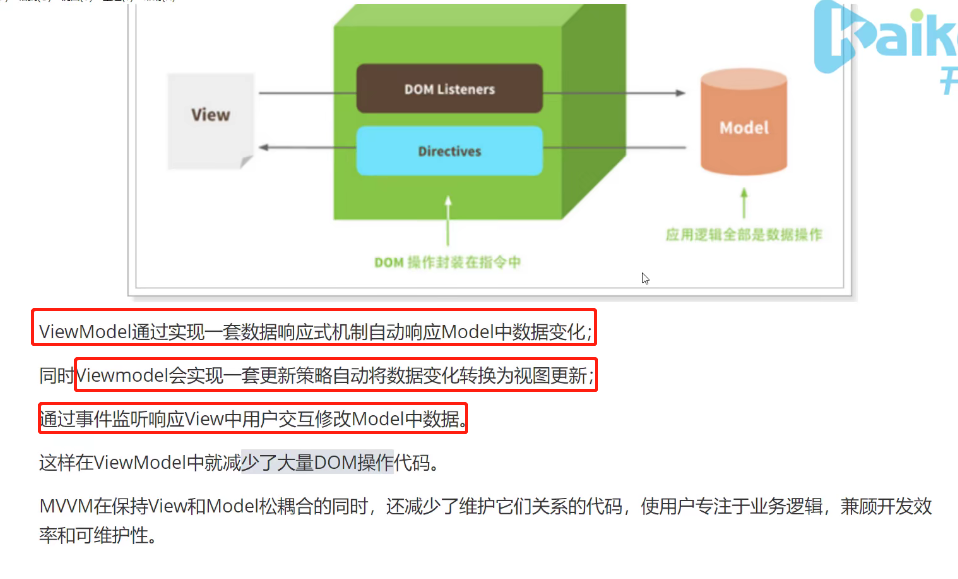 DOM Listeners
View
Directives
Model
应用逻辑全部是数据操作
DOM 操作封装在指令中
ViewModel通过实现一套数据响应式机制自动响应Model中数据变化;
同时Viewmodel会实现一套更新策略自动将数据变化转换为视图更新;
通过事件监听响应View中用户交互修改Model中数据。
这样在ViewModel中就减少了大量DOM操作代码。
MVVM在保持View和Model松耦合的同时，还减少了维护它们关系的代码，使用户专注于业务逻辑，兼顾开发效
率和可维护性。